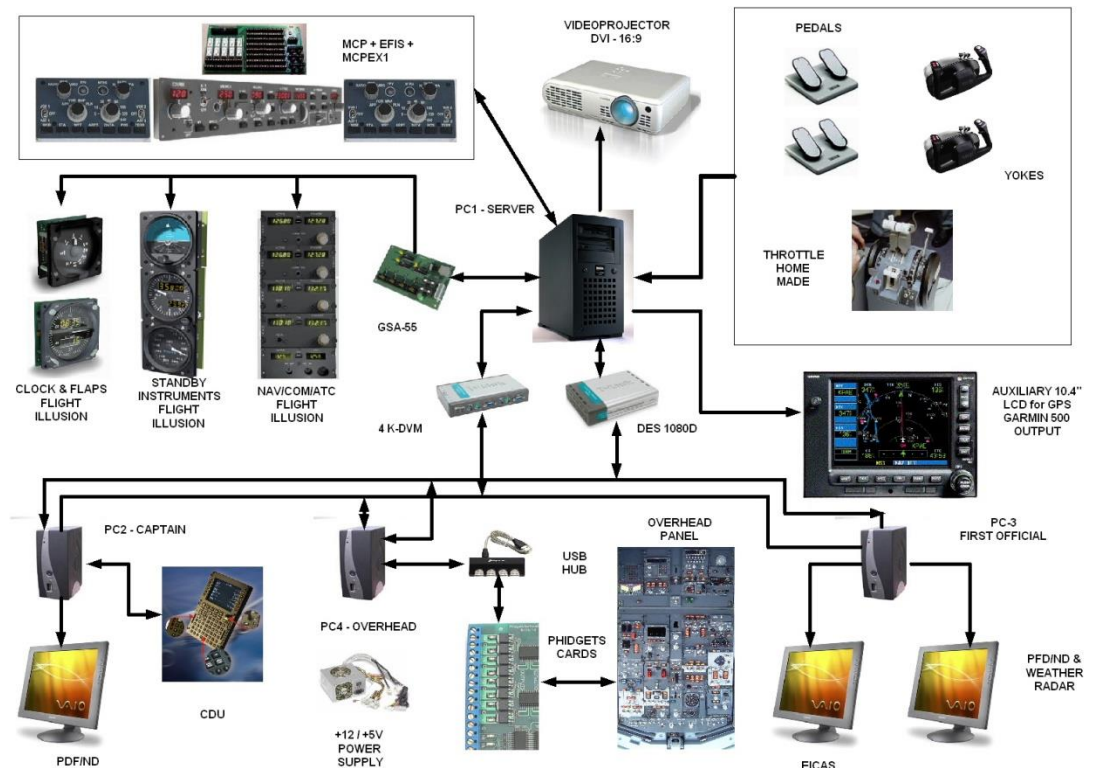 MCP + EFIS +
MCPEX1
VIDEOPROJECTOR
DVI - 16:9
PEDALS
YOKES
THROTTLE
HOME
MADE
PC1 - SERVER
GSA-55
CLOCK & FLAPS
FLIGHT
ILLUSION
STANDBY
INSTRUMENTS
FLIGHT
ILLUSION
NAV/COM/ATC
FLIGHT
ILLUSION
4 K-DVM
DES 1080D
AUXILIARY 10.4"
LCD for GPS
GARMIN 500
OUTPUT
PC2 - CAPTAIN
PC-3
FIRST OFFICIAL
OVERHEAD
PANEL
USB
HUB
PC4 - OVERHEAD
PHIDGETS
CARDS
CDU
+12 / +5V
POWER
SUPPLY
PFD/ND &
WEATHER
RADAR
VAIO
VAIO
VAIO
PDF/ND
EICAS